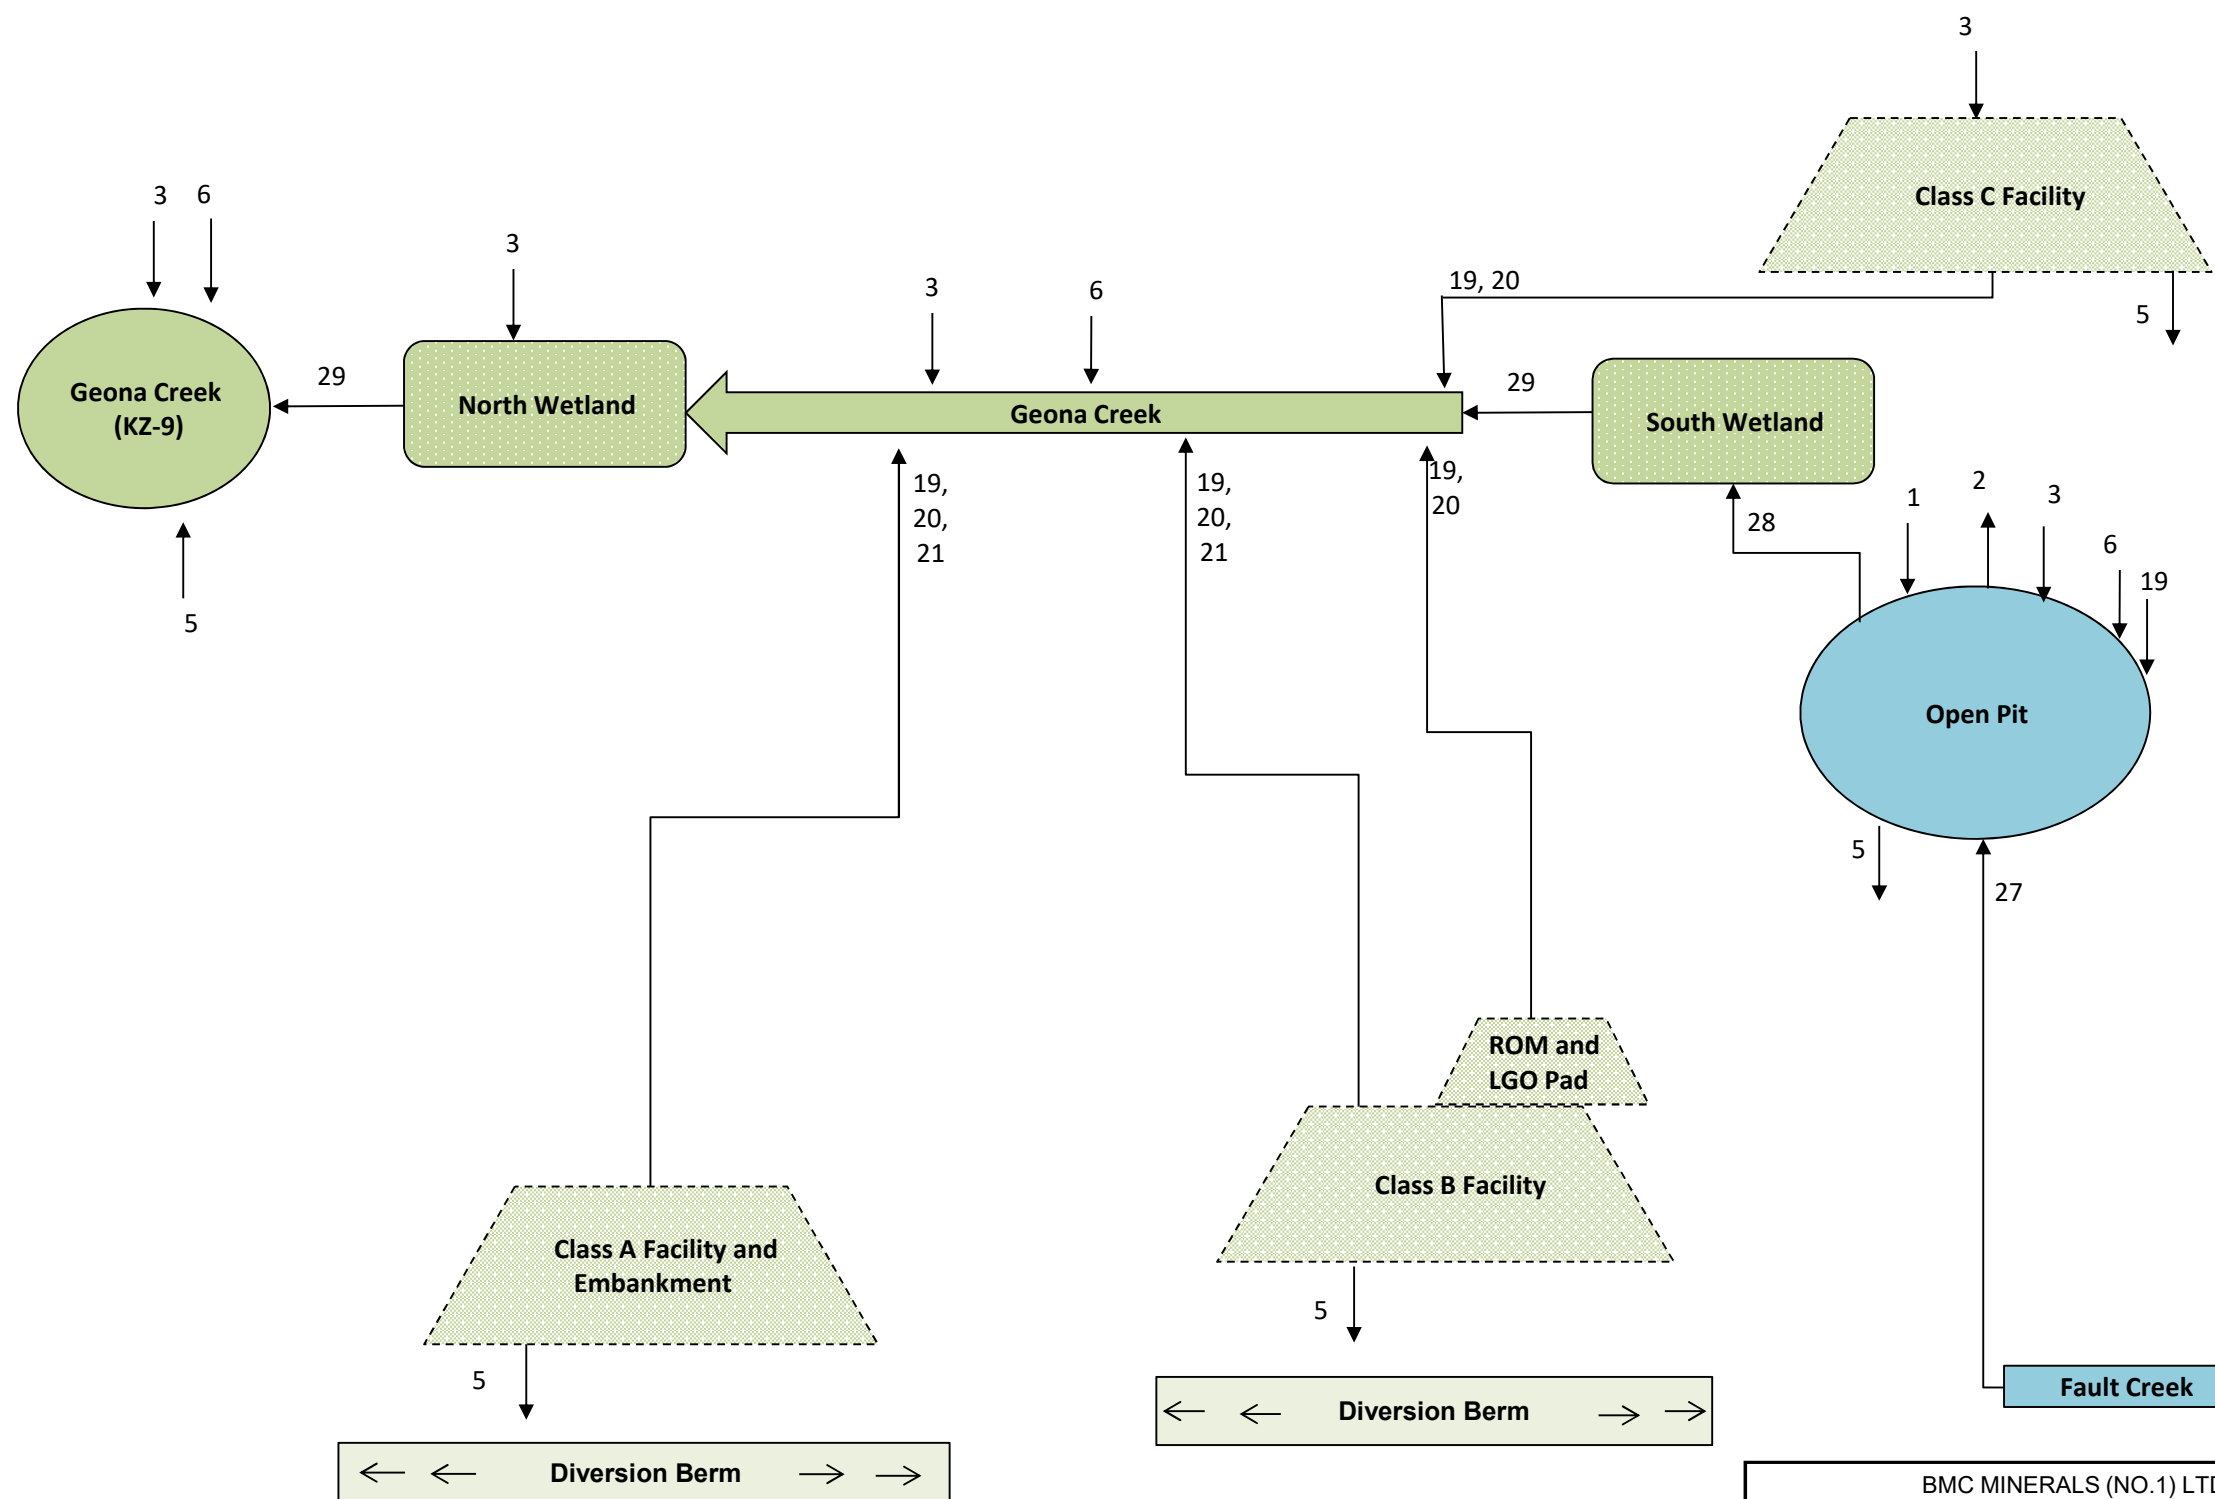 3
Class C Facility
3 6
3
3
6
19, 20
5
Geona Creek
(KZ-9)
29
North Wetland
Geona Creek
29
South Wetland
19,
20,
21
19,
20,
21
19,
20
28
1
2
3
6
19
5
Open Pit
5
27
ROM and
LGO Pad
Class B Facility
Class A Facility and
Embankment
5
5
Fault Creek
Diversion Berm
Diversion Berm
BMC MINERALS (NO.1) LTD